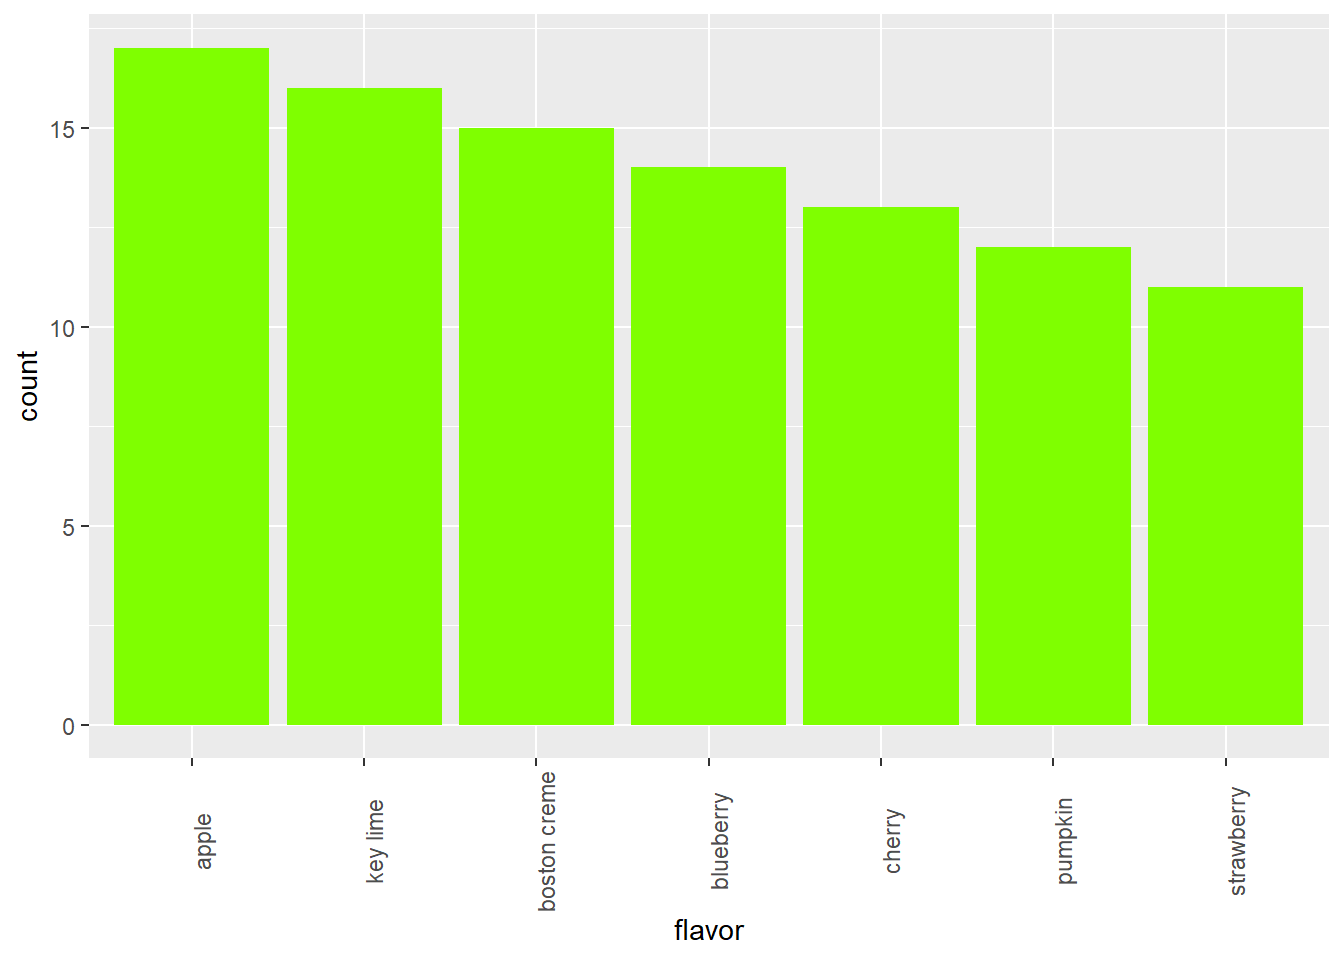 count
15
10
5
0
apple
key lime
boston creme
blueberry
cherry
pumpkin
strawberry
flavor